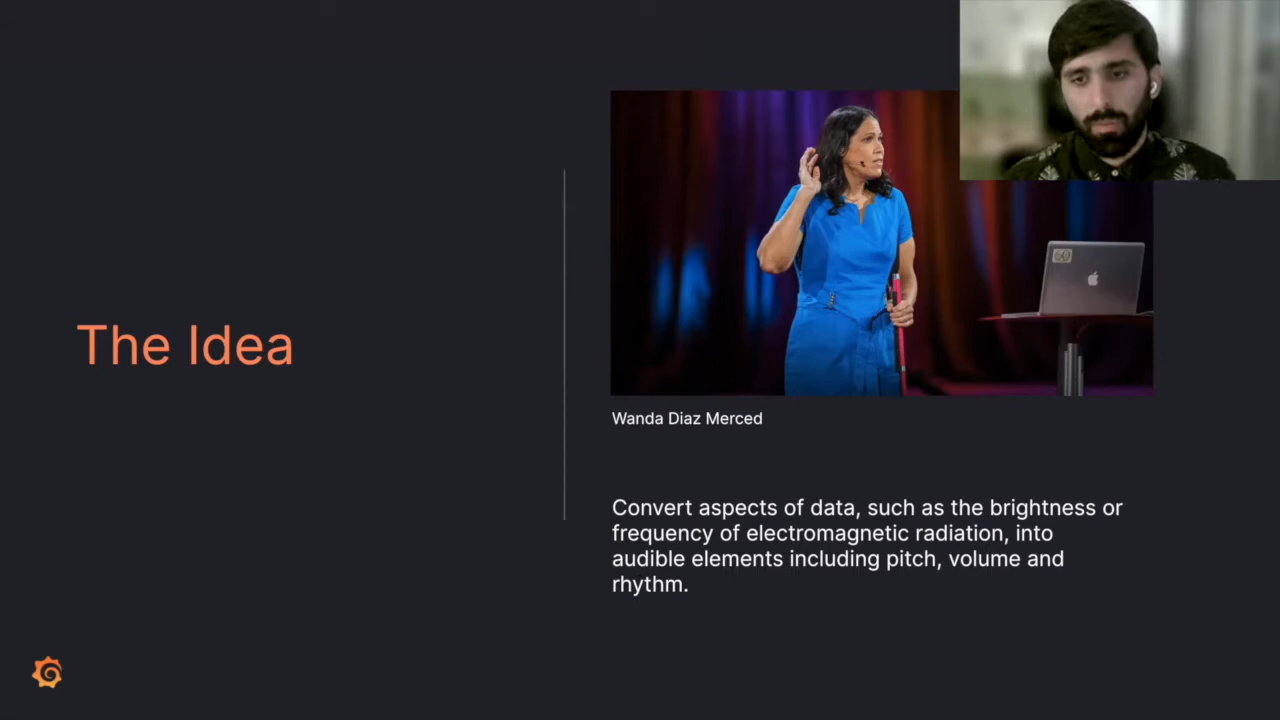 The Idea
Wanda Diaz Merced
Convert aspects of data, such as the brightness or
frequency of electromagnetic radiation, into
audible elements including pitch, volume and
rhythm.